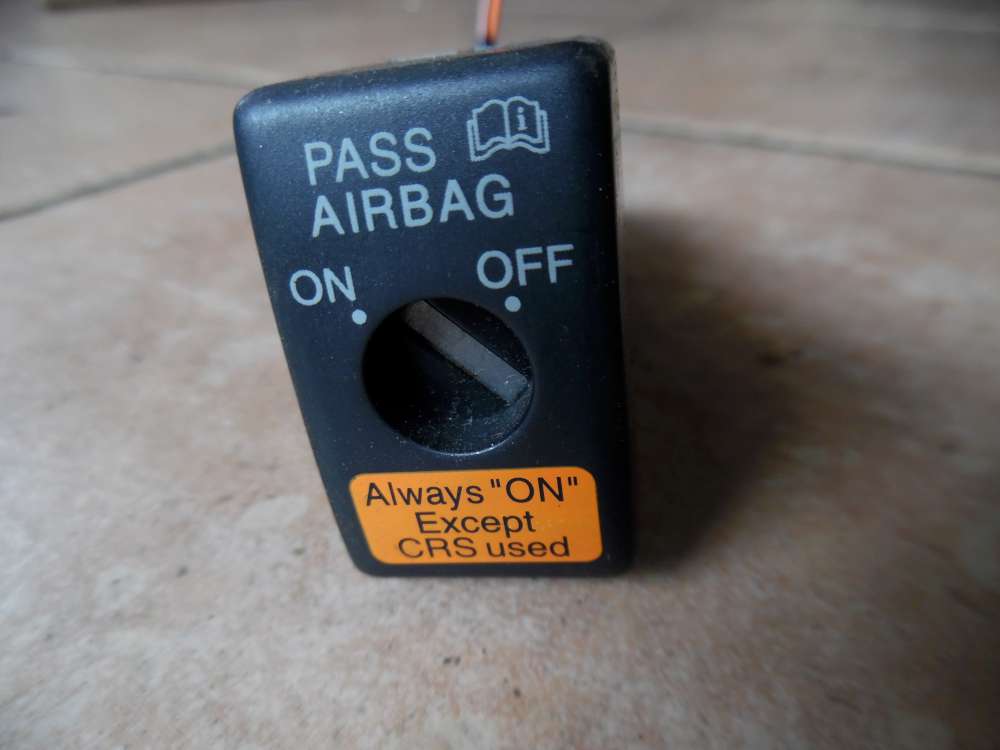 PASS
AIRBAG
ON OFF
Always "ON"
Except
CRS used